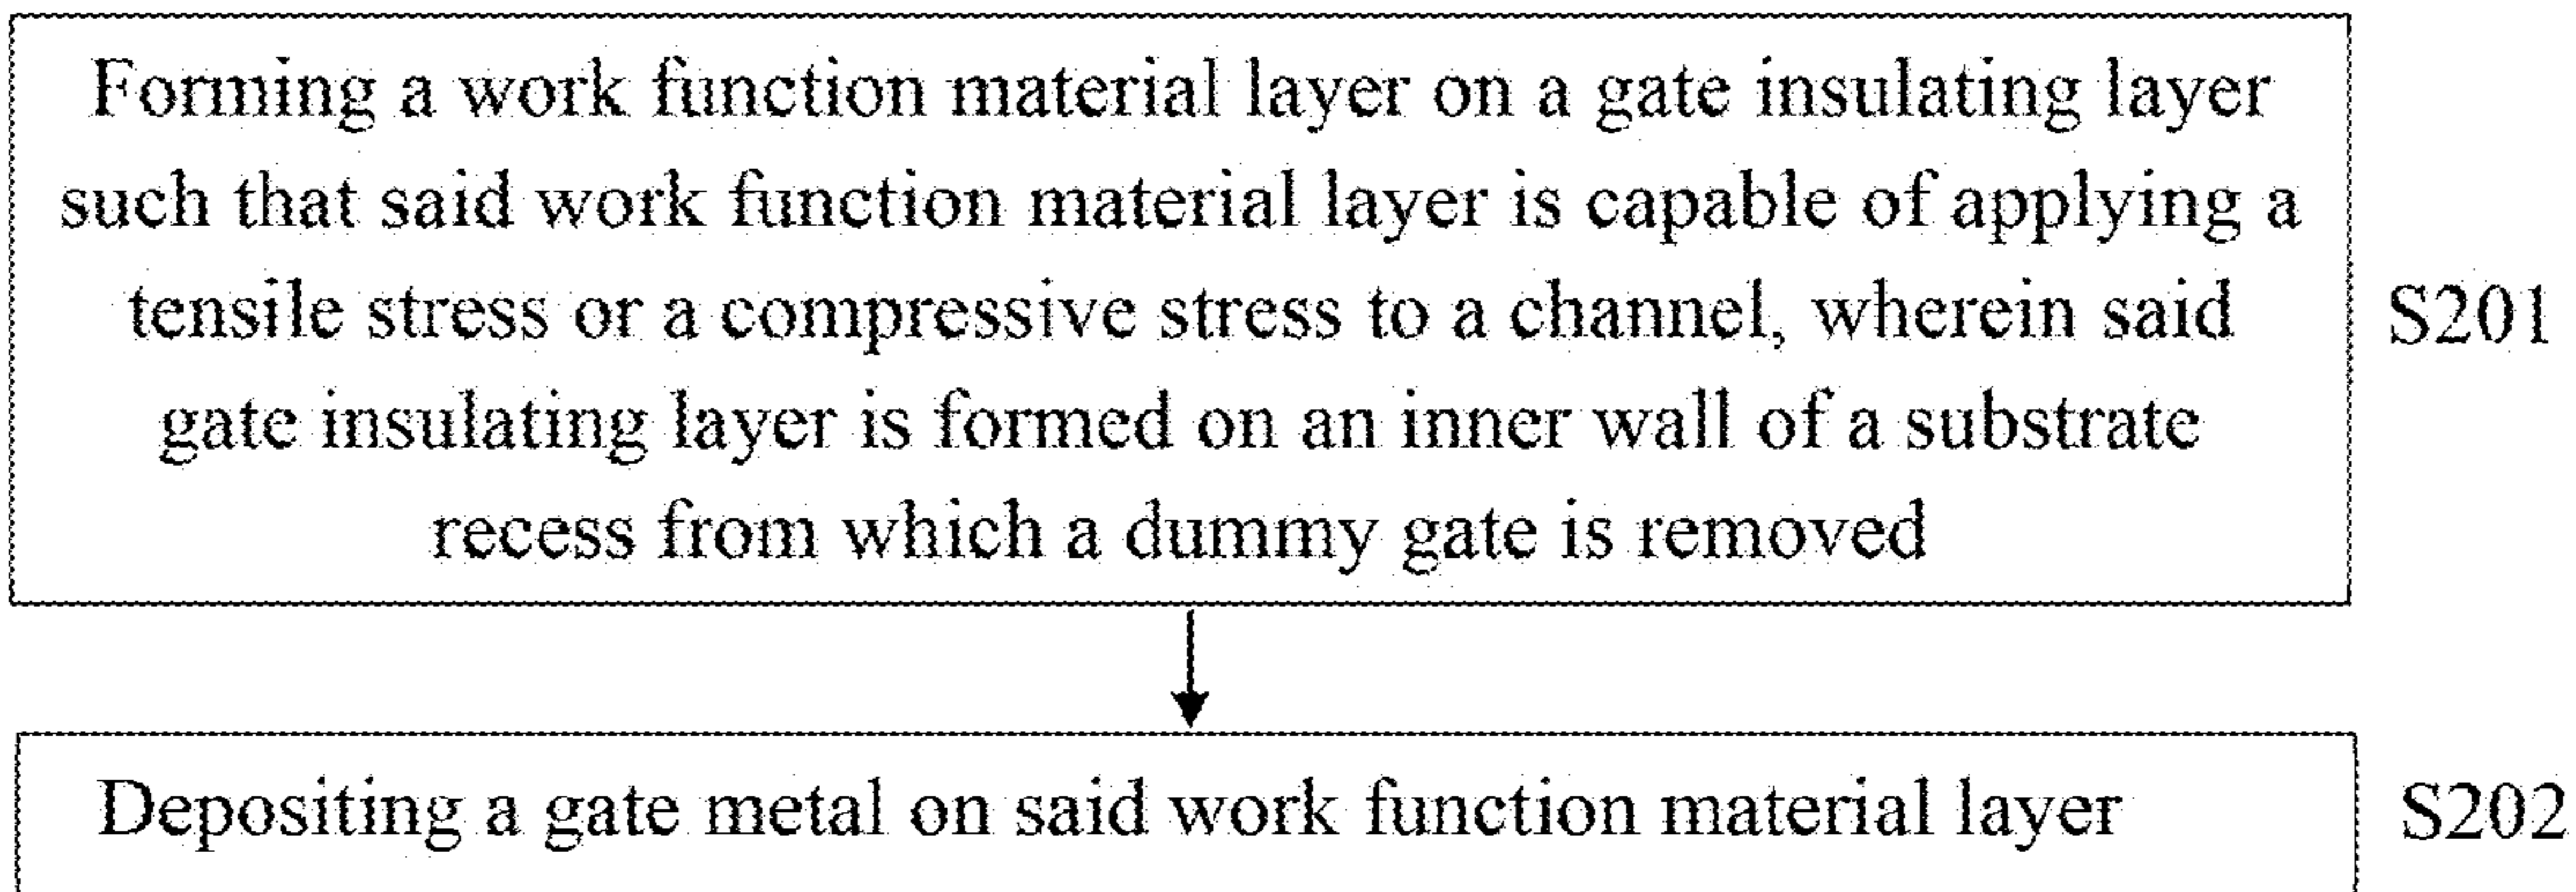 Forming a work function material layer on a gate insulating layer
such that said work function material layer is capable of applying a
tensile stress or a compressive stress to a channel, wherein said
S201
gate insulating layer is formed on an inner wall of a substrate
recess from which a dummy gate is removed
Depositing a gate metal on said work function material layer
S202